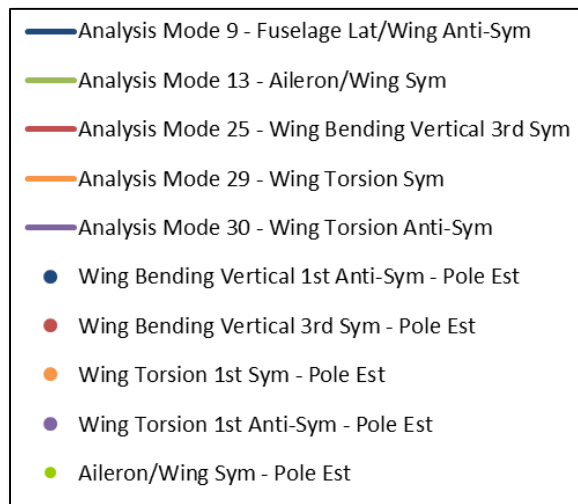 Analysis Mode 9 - Fuselage Lat/Wing Anti-Sym
Analysis Mode 13 - Aileron/Wing Sym
Analysis Mode 25 - Wing Bending Vertical 3rd Sym
Analysis Mode 29 - Wing Torsion Sym
Analysis Mode 30 - Wing Torsion Anti-Sym
Wing Bending Vertical 1st Anti-Sym - Pole Est
Wing Bending Vertical 3rd Sym - Pole Est
Wing Torsion 1st Sym - Pole Est
Wing Torsion 1st Anti-Sym - Pole Est
Aileron/Wing Sym - Pole Est